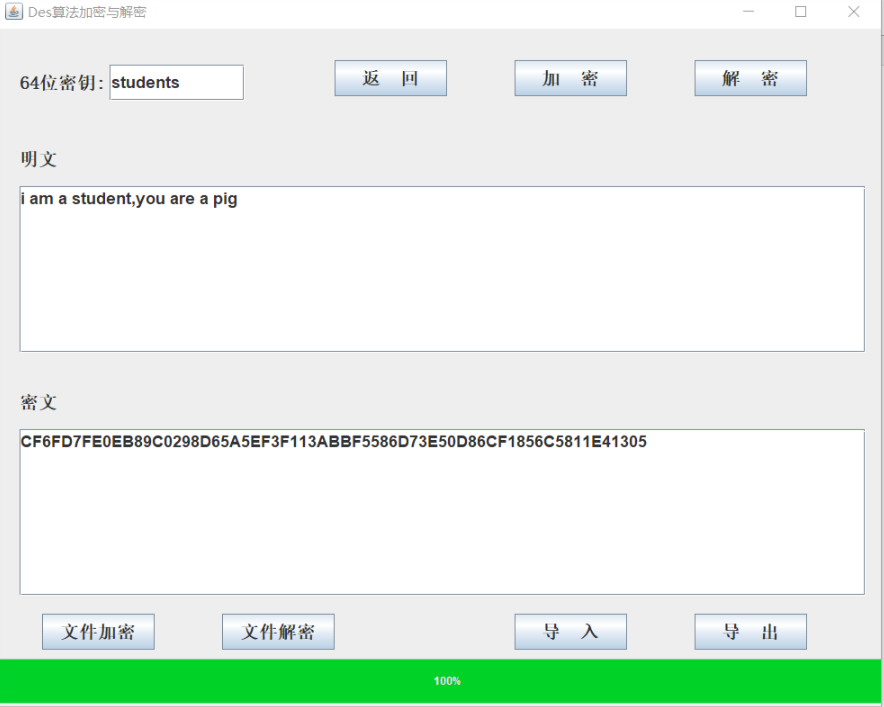 Des算法加密与解密
64位密钥: students 返 回 加 密 解 密
明文
i am a student,you are a pig
密文
CF6FD7FE0EB89C0298D65A5EF3F113ABBF5586D73E50D86CF1856C5811E41305
文件加密 文件解密 导 入 导 出
100%